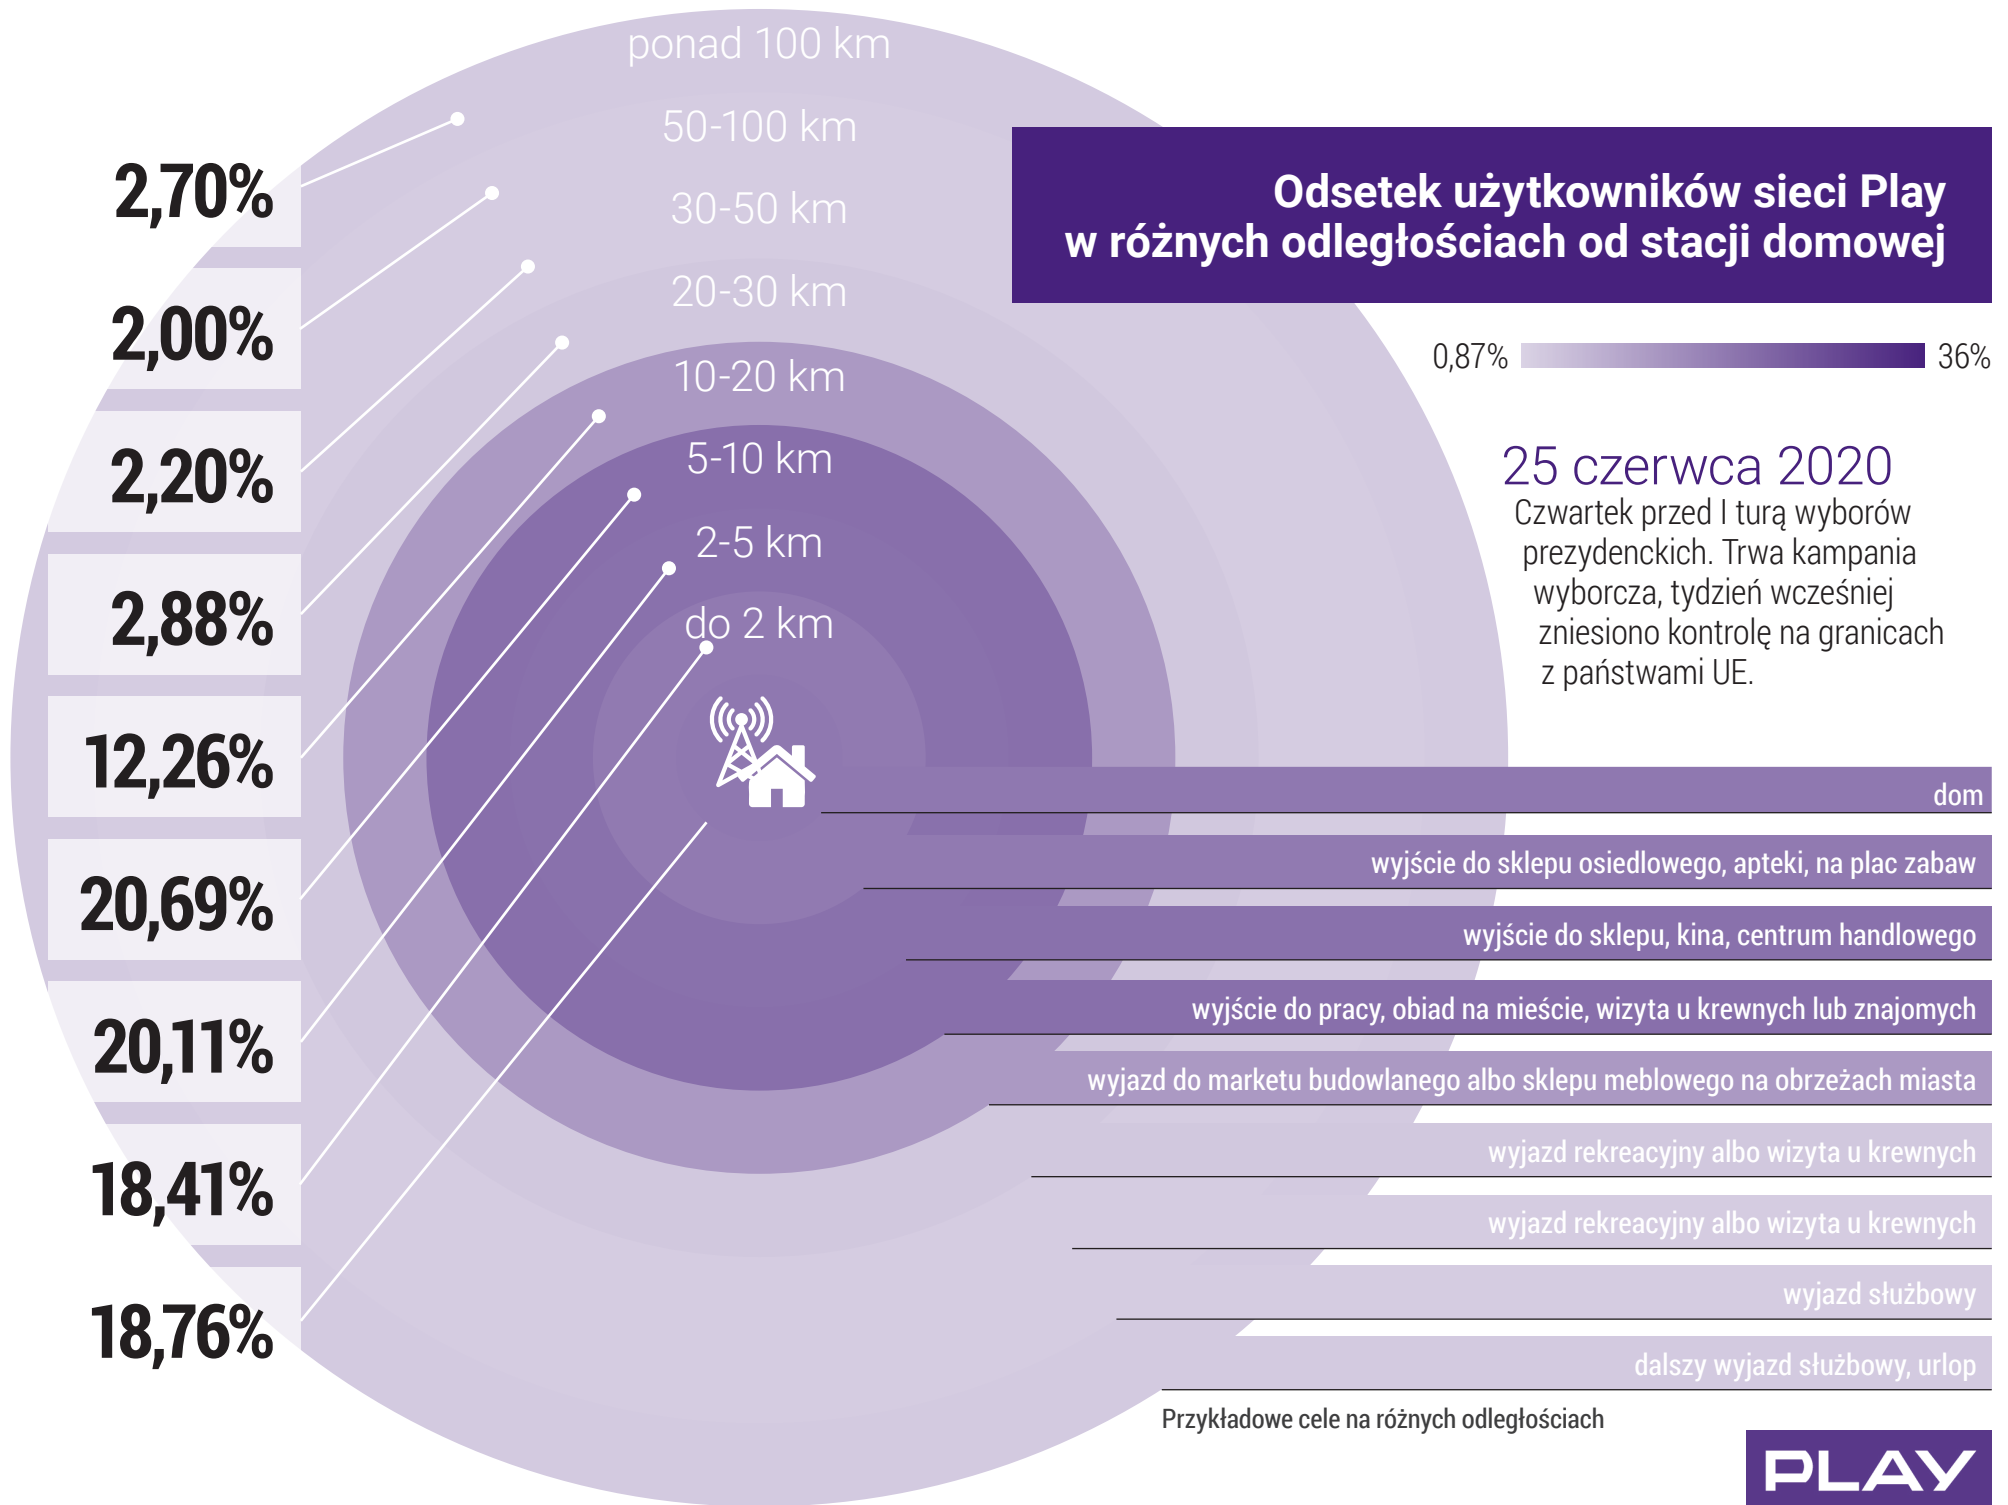 ponad 100 km
50-100 km
30-50 km
20-30 km
10-20 km
5-10 km
2-5 km
do 2 km
2,70%
2,00%
2,20%
2,88%
12,26%
20,69%
20,11%
18,41%
18,76%
Odsetek użytkowników sieci Play
w różnych odległościach od stacji domowej
0,87% 36%
25 czerwca 2020
Czwartek przed I turą wyborów
prezydenckich. Trwa kampania
wyborcza, tydzień wcześniej
zniesiono kontrolę na granicach
z państwami UE.
dom
wyjście do sklepu osiedlowego, apteki, na plac zabaw
wyjście do sklepu, kina, centrum handlowego
wyjście do pracy, obiad na mieście, wizyta u krewnych lub znajomych
wyjazd do marketu budowlanego albo sklepu meblowego na obrzeżach miasta
wyjazd rekreacyjny albo wizyta u krewnych
wyjazd rekreacyjny albo wizyta u krewnych
wyjazd służbowy
dalszy wyjazd służbowy, urlop
Przykładowe cele na różnych odległościach
PLAY